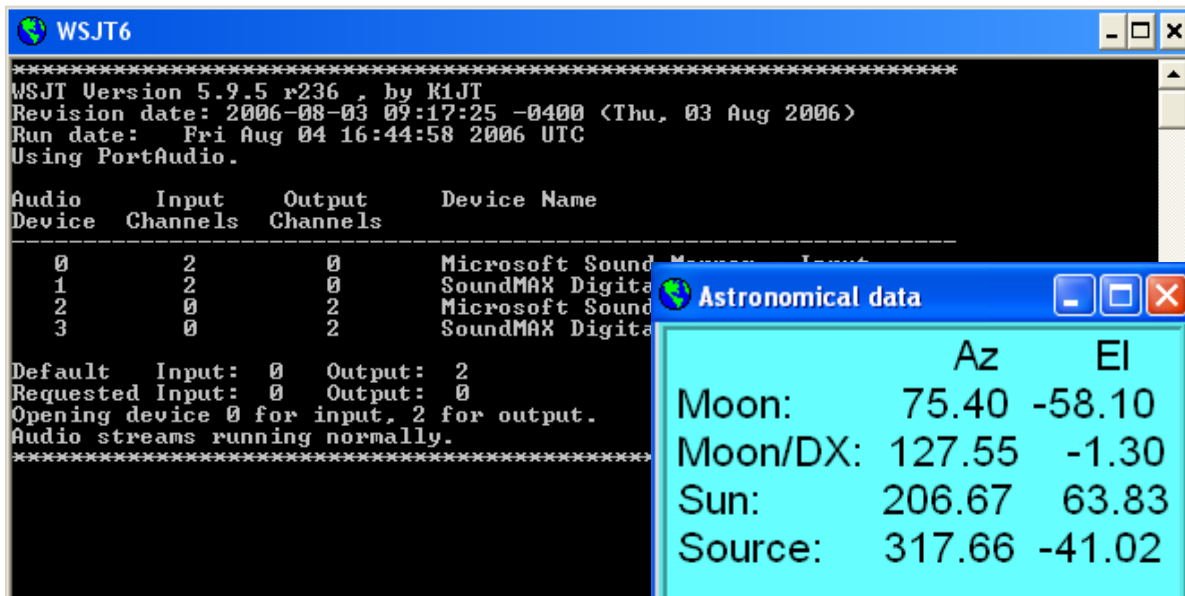 WSJT6
********************************************************************
WSJT Version 5.9.5 r236 , by K1JT
Revision date: 2006-08-03 09:17:25 -0400 (Thu, 03 Aug 2006)
Run date:   Fri Aug 04 16:44:58 2006 UTC
Using PortAudio.
Audio      Input      Output      Device Name
Device   Channels   Channels
--------------------------------------------------------------------
0          2          0        Microsoft Sound
1          2          0        SoundMAX Digita
2          0          2        Microsoft Sound
3          0          2        SoundMAX Digita
Default   Input:  0   Output:  2
Requested Input:  0   Output:  0
Opening device 0 for input, 2 for output.
Audio streams running normally.
********************************************************************
Astronomical data
Az El
Moon: 75.40 -58.10
Moon/DX: 127.55 -1.30
Sun: 206.67 63.83
Source: 317.66 -41.02